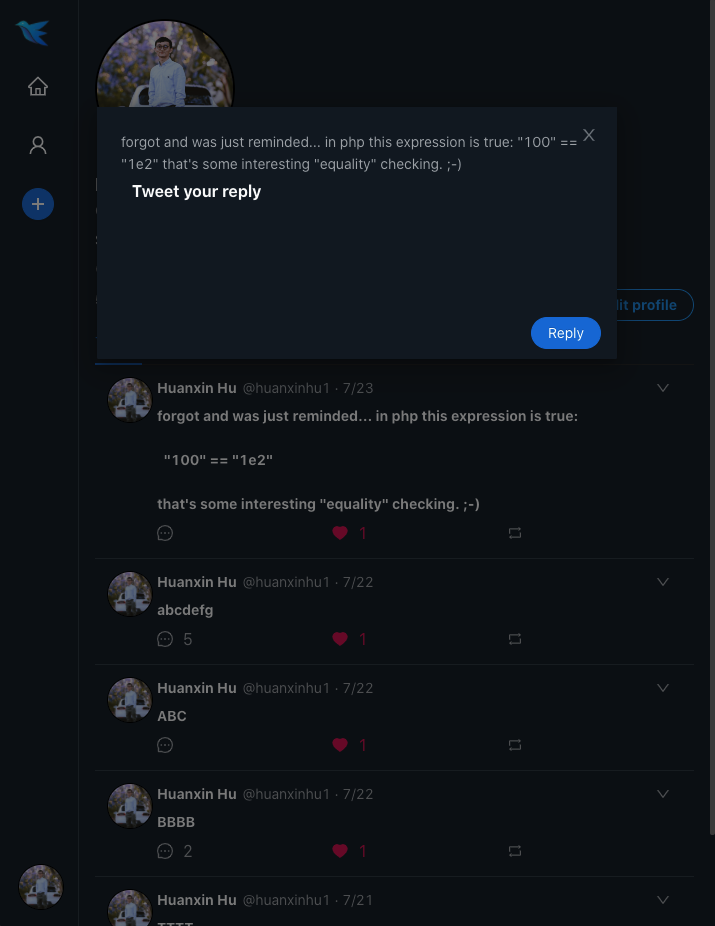 forgot and was just reminded... in php this expression is true: "100" ==
"1e2" that's some interesting "equality" checking. ;-)
Tweet your reply
Reply
profile
Huanxin Hu @huanxinhu1 · 7/23
forgot and was just reminded... in php this expression is true:
"100" == "1e2"
that's some interesting "equality" checking. ;-)
1
Huanxin Hu @huanxinhu1 · 7/22
abcdefg
5 1
Huanxin Hu @huanxinhu1 · 7/22
ABC
1
Huanxin Hu @huanxinhu1 · 7/22
BBBB
2 1
Huanxin Hu @huanxinhu1 · 7/21
TTTT